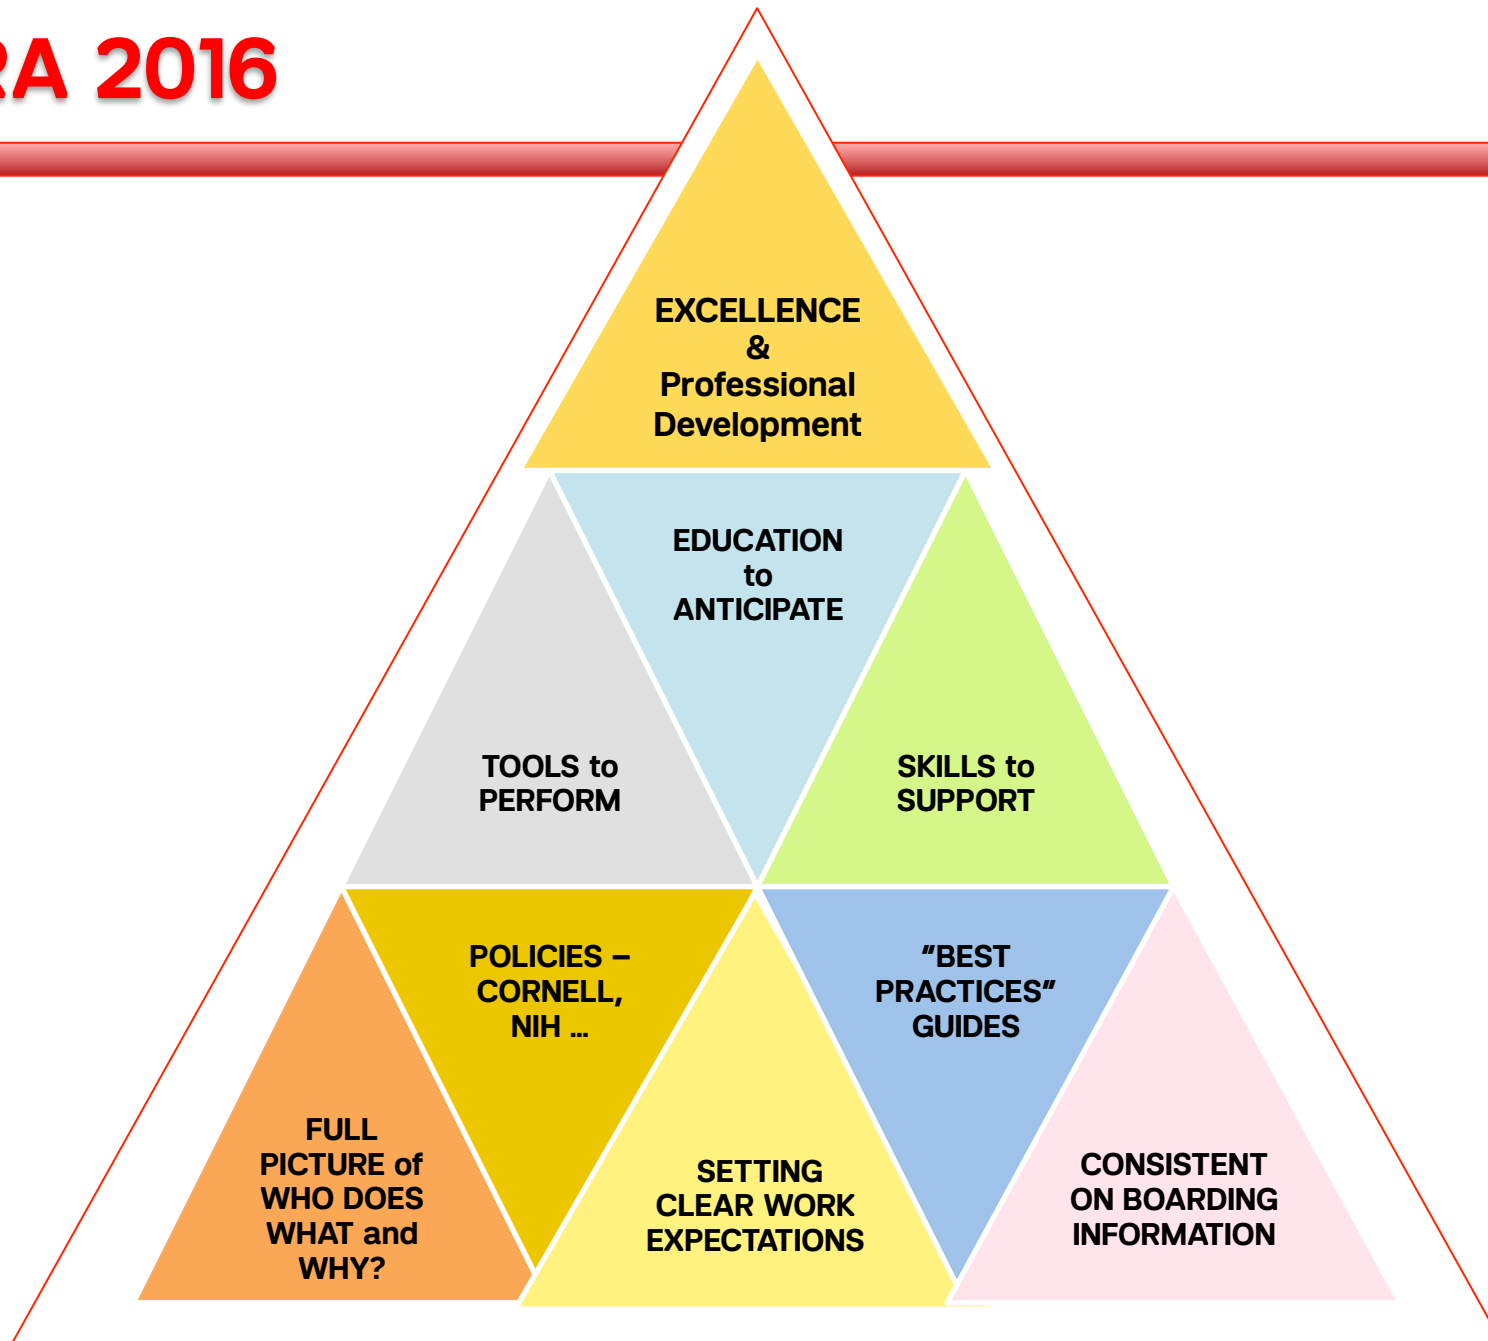 RA 2016
EXCELLENCE
&
Professional
Development
EDUCATION
to
ANTICIPATE
TOOLS to
PERFORM
SKILLS to
SUPPORT
POLICIES –
CORNELL,
NIH ...
"BEST
PRACTICES"
GUIDES
FULL
PICTURE of
WHO DOES
WHAT and
WHY?
SETTING
CLEAR WORK
EXPECTATIONS
CONSISTENT
ON BOARDING
INFORMATION